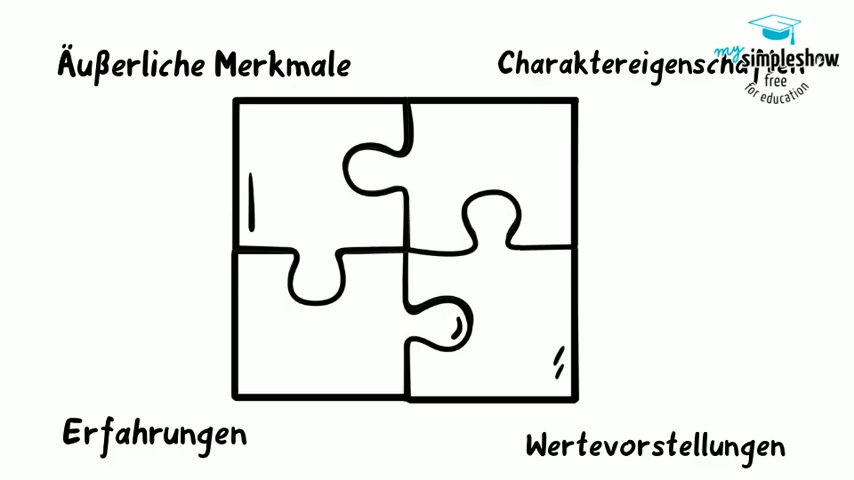 Äußerliche Merkmale
Charaktereigenschaften
my
simpleshow
free
for education
Erfahrungen
Wertevorstellungen